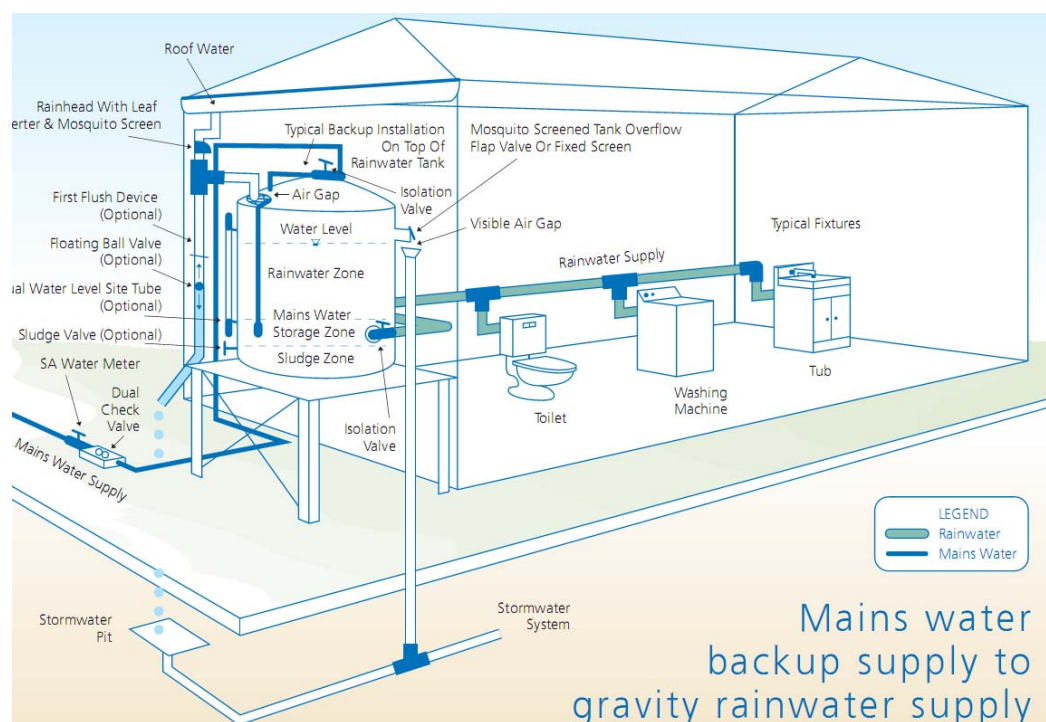 Roof Water
Rainhead With Leaf
erter & Mosquito Screen
Typical Backup Installation
On Top Of
Rainwater Tank
Mosquito Screened Tank Overflow
Flap Valve Or Fixed Screen
Isolation
Valve
Air Gap
First Flush Device
(Optional)
Water Level
Visible Air Gap
Typical Fixtures
Floating Ball Valve
(Optional)
Rainwater Zone
Rainwater Supply
ual Water Level Site Tube
(Optional)
Mains Water
Storage Zone
Sludge Valve (Optional)
Sludge Zone
SA Water Meter
Dual
Check
Valve
Mains Water Supply
Isolation
Valve
Toilet
Washing
Machine
Tub
LEGEND
Rainwater
Mains Water
Stormwater
Pit
Stormwater
System
Mains water
backup supply to
gravity rainwater supply